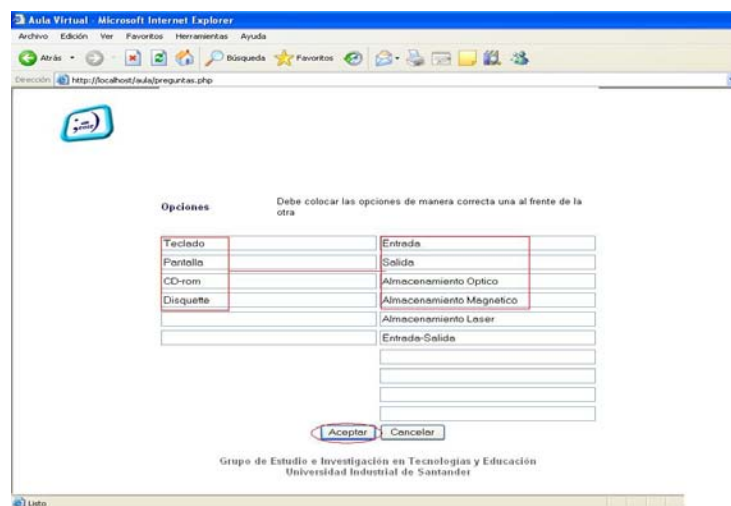 Aula Virtual - Microsoft Internet Explorer
Archivo Edición Ver Favoritos Herramientas Ayuda
Atrás Búsqueda Favoritos
Dirección http://localhost/aula/preguntas.php
Opciones
Debe colocar las opciones de manera correcta una al frente de la
otra
Teclado Entrada
Pantalla Salida
CD-rom Almacenamiento Optico
Disquette Almacenamiento Magnetico
Almacenamiento Laser
Entrada-Salida
Aceptar Cancelar
Grupo de Estudio e Investigación en Tecnologías y Educación
Universidad Industrial de Santander
Listo